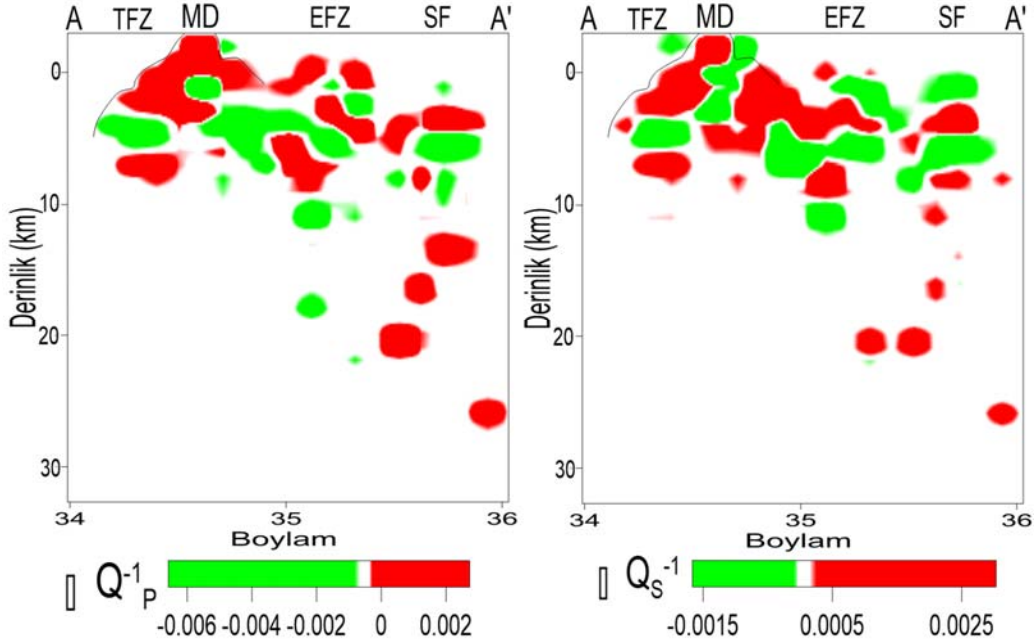 A TFZ MD EFZ SF A'
0
10
20
30
Derinlik (km)
34 35 36
Boylam
Q⁻¹P
-0.006 -0.004 -0.002 0 0.002
A TFZ MD EFZ SF A'
0
10
20
30
Derinlik (km)
34 35 36
Boylam
QS⁻¹
-0.0015 0.0005 0.0025